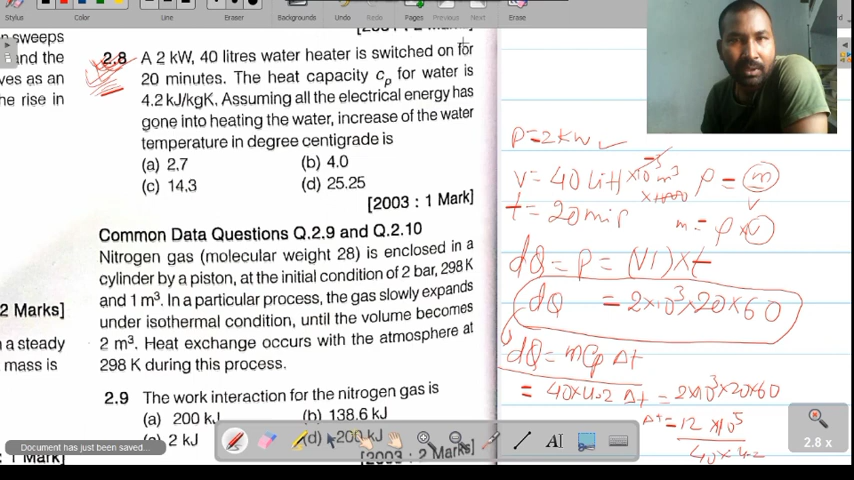 Stylus
Line
Eraser
Backgrounds
Undo
Redo
Pages
Previous
Next
Erase
n sweeps
and the
ves as an
he rise in
2 Marks]
n a steady
mass is
: 1 Mark]
2.8 A 2 kW, 40 litres water heater is switched on for
20 minutes. The heat capacity cp for water is
4.2 kJ/kgK. Assuming all the electrical energy has
gone into heating the water, increase of the water
temperature in degree centigrade is
(a) 2.7 (b) 4.0
(c) 14.3 (d) 25.25
[2003 : 1 Mark]
Common Data Questions Q.2.9 and Q.2.10
Nitrogen gas (molecular weight 28) is enclosed in a
cylinder by a piston, at the initial condition of 2 bar, 298 K
and 1 m³. In a particular process, the gas slowly expands
under isothermal condition, until the volume becomes
2 m³. Heat exchange occurs with the atmosphere at
298 K during this process.
2.9 The work interaction for the nitrogen gas is
(a) 200 kJ (b) 138.6 kJ
2 kJ (d) -200 kJ
[2003 : 2 Marks]
P=2kW
V= 40 litt ×10⁻³ m³ ρ = m
V
t = 20 min m = ρ×V
dQ = P = (VI)×t
dQ = 2×10³×20×60
dQ = mCp Δt
= 40×4.2 Δt = 2×10³×20×60
Δt = 12×10⁵
40×4.2
Document has just been saved...
AI
2.8 x